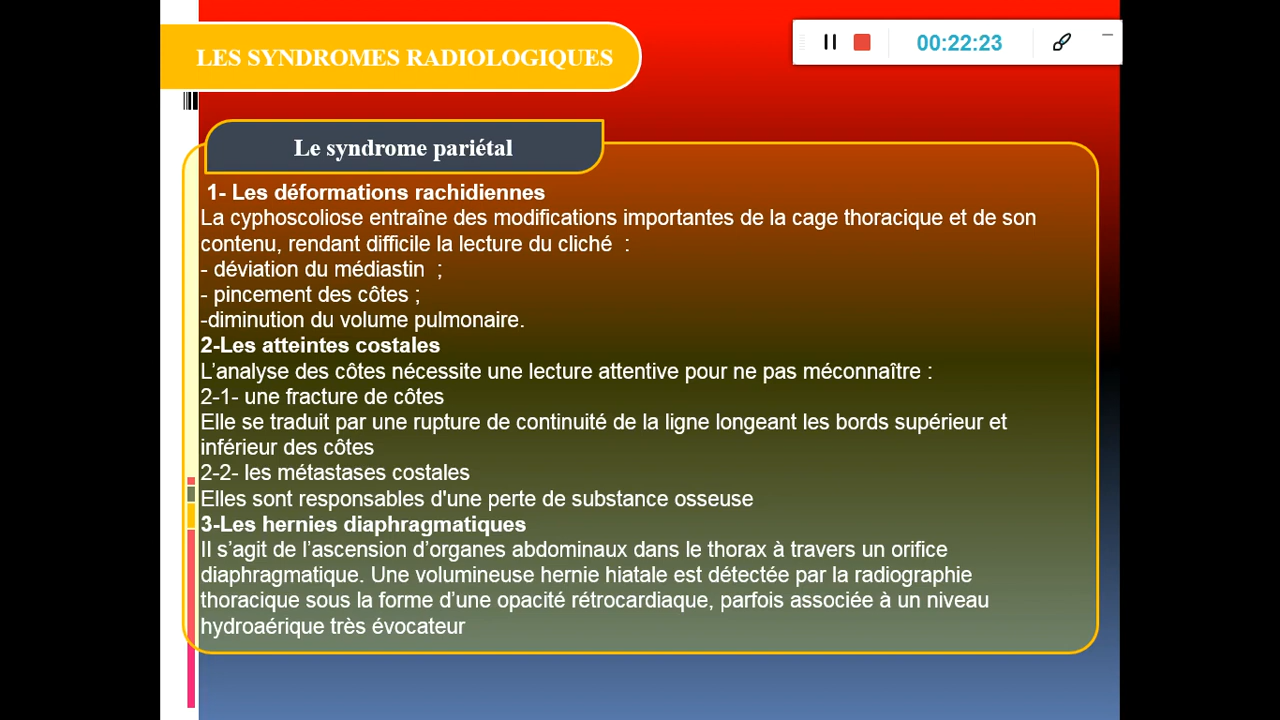 LES SYNDROMES RADIOLOGIQUES
00:22:23
Le syndrome pariétal
1- Les déformations rachidiennes
La cyphoscoliose entraîne des modifications importantes de la cage thoracique et de son
contenu, rendant difficile la lecture du cliché  :
- déviation du médiastin  ;
- pincement des côtes ;
-diminution du volume pulmonaire.
2-Les atteintes costales
L’analyse des côtes nécessite une lecture attentive pour ne pas méconnaître :
2-1- une fracture de côtes
Elle se traduit par une rupture de continuité de la ligne longeant les bords supérieur et
inférieur des côtes
2-2- les métastases costales
Elles sont responsables d'une perte de substance osseuse
3-Les hernies diaphragmatiques
Il s’agit de l’ascension d’organes abdominaux dans le thorax à travers un orifice
diaphragmatique. Une volumineuse hernie hiatale est détectée par la radiographie
thoracique sous la forme d’une opacité rétrocardiaque, parfois associée à un niveau
hydroaérique très évocateur